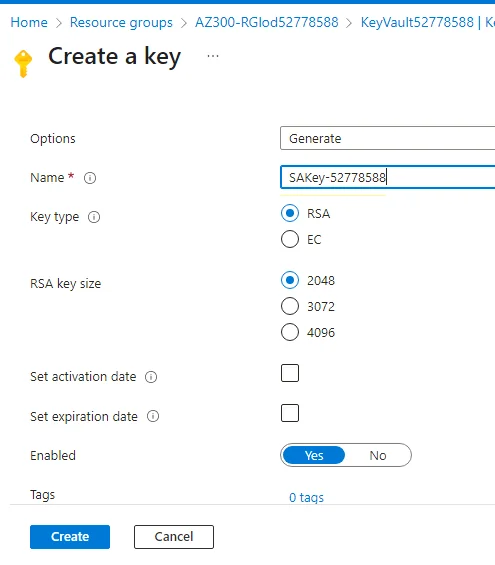 Home > Resource groups > AZ300-RGlod52778588 > KeyVault52778588 | K
Create a key ...
Options Generate
Name * SAKey-52778588
Key type RSA
EC
RSA key size 2048
3072
4096
Set activation date
Set expiration date
Enabled Yes No
Tags 0 tags
Create Cancel